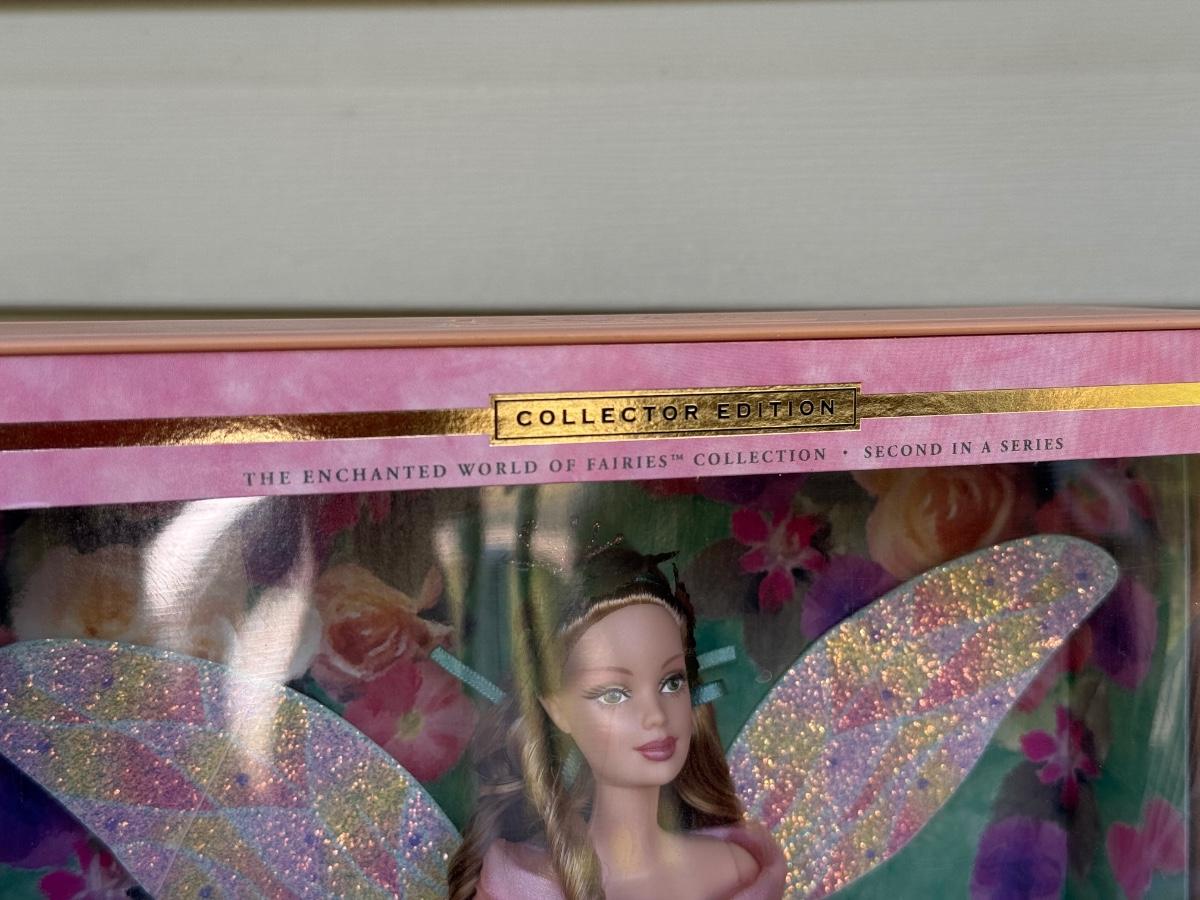 COLLECTOR EDITION
THE ENCHANTED WORLD OF FAIRIES™ COLLECTION • SECOND IN A SERIES